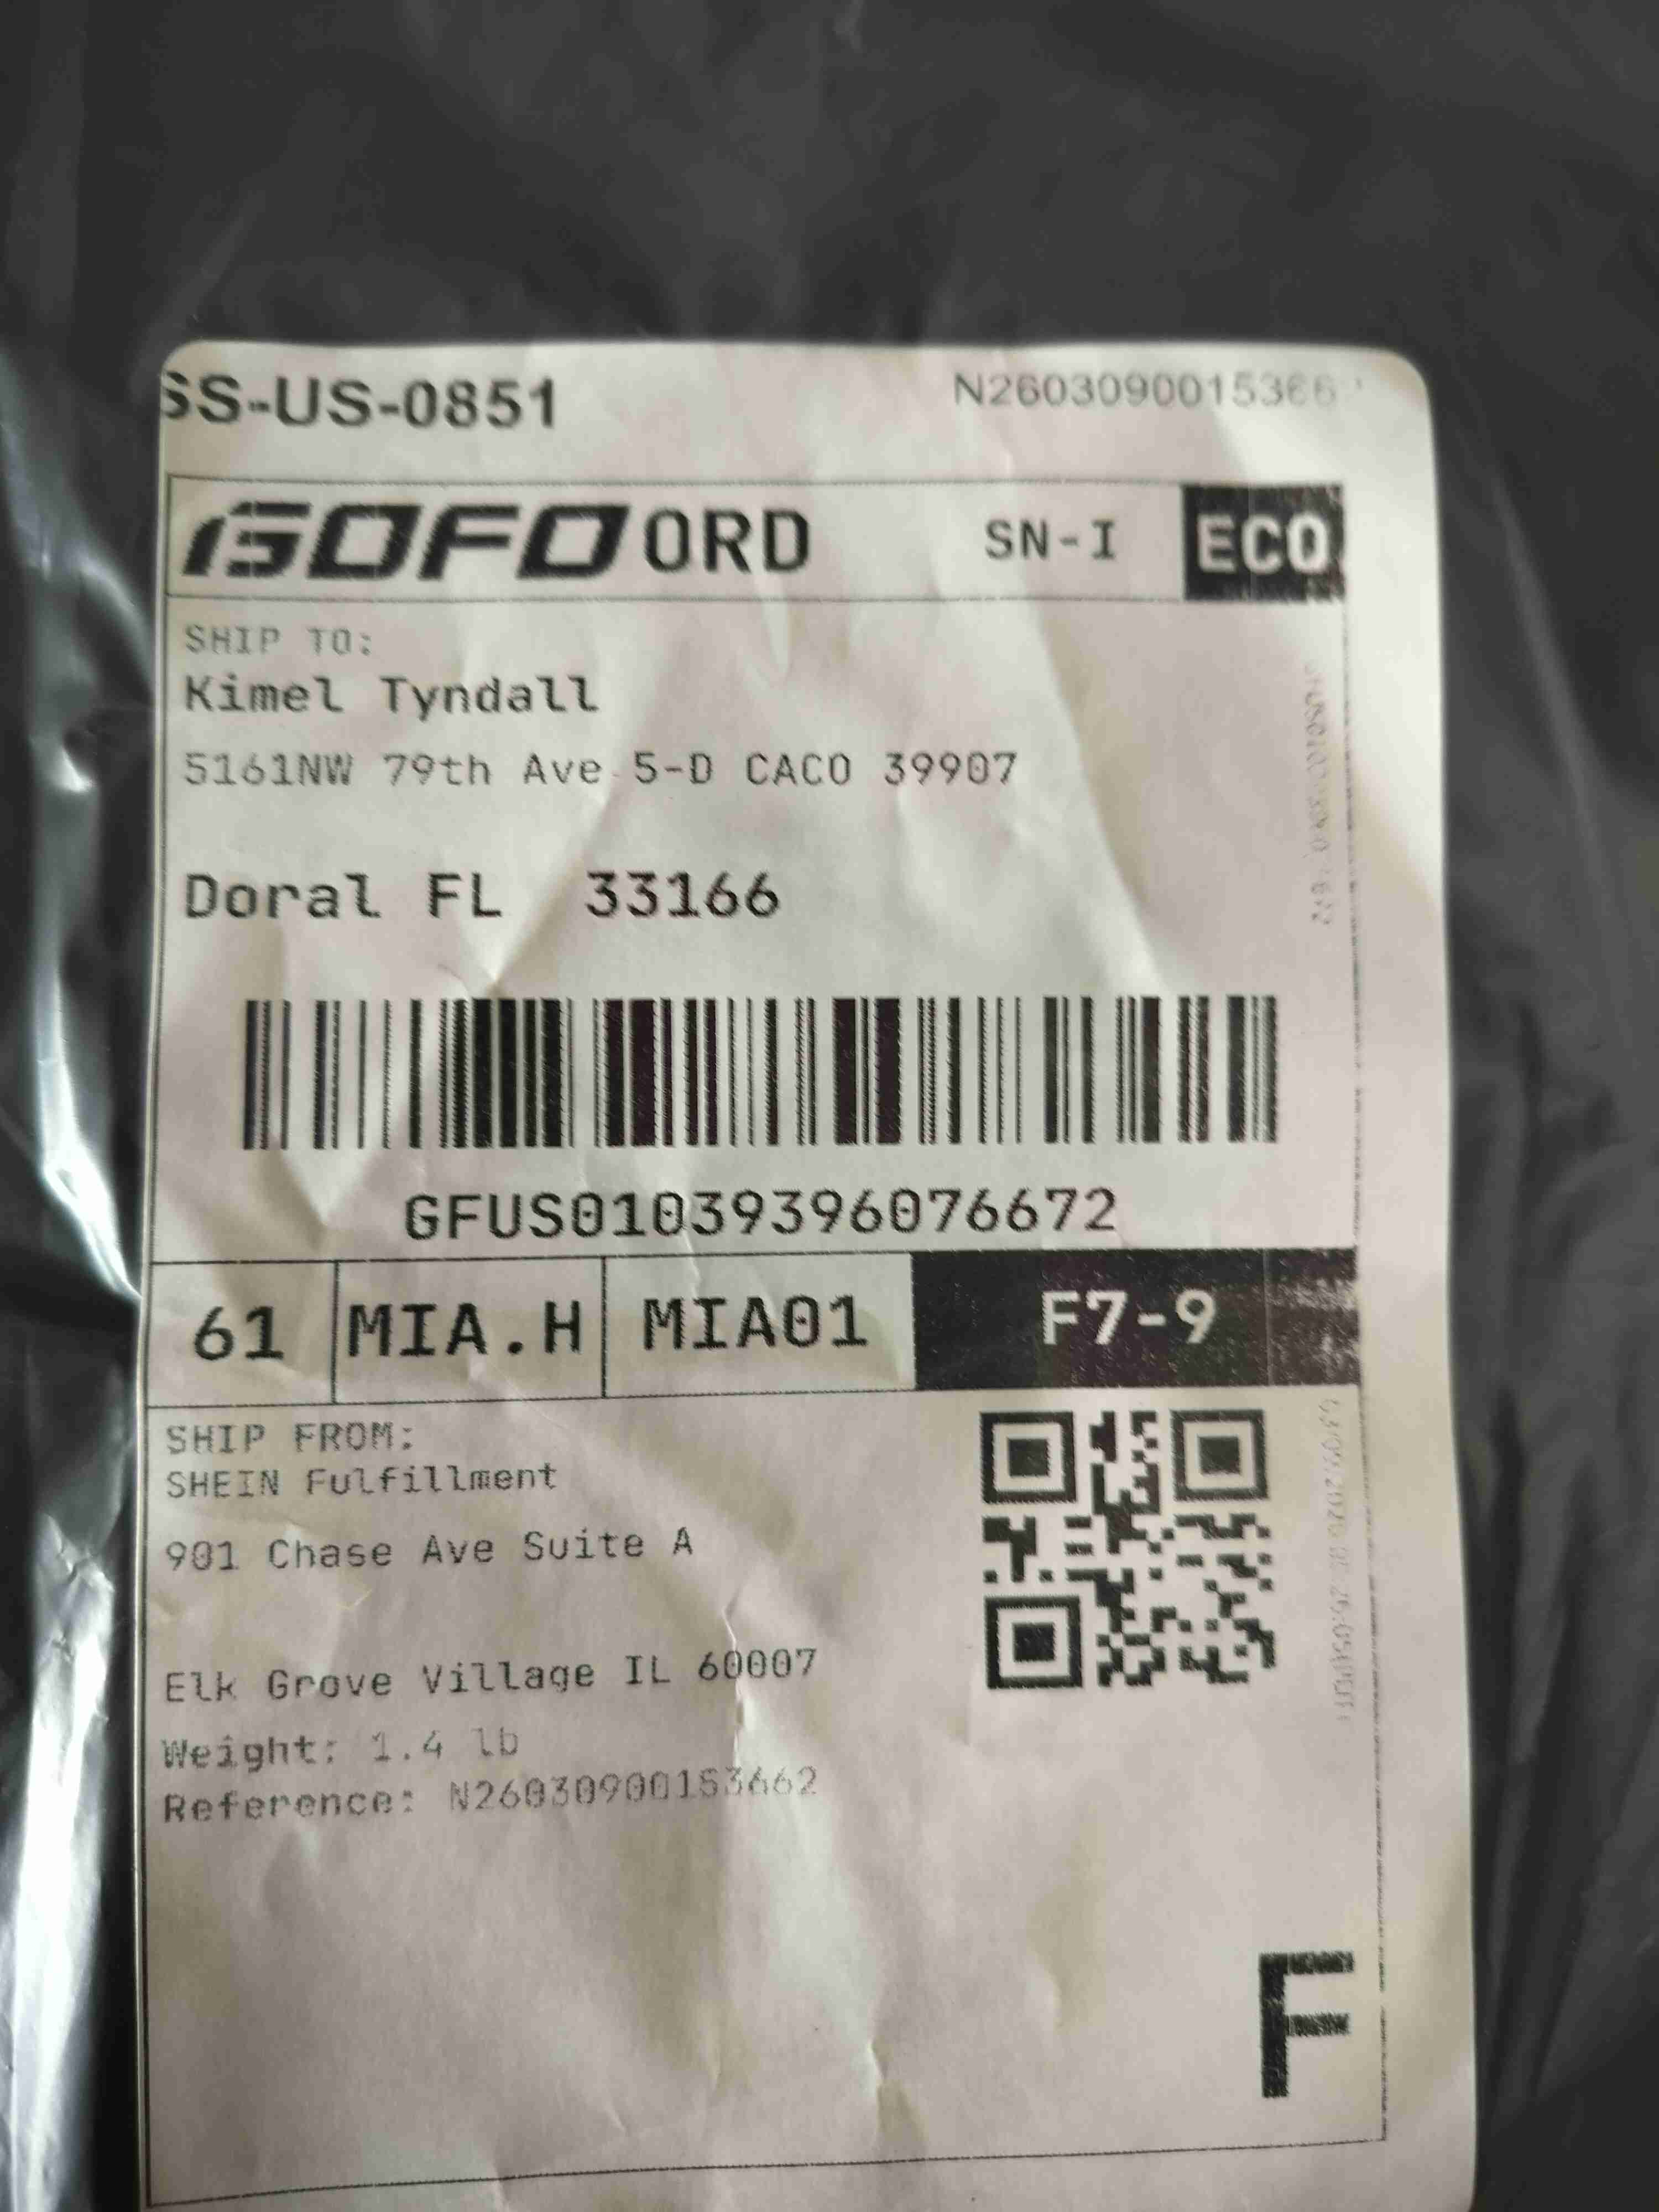 SS-US-0851
GOFO ORD SN-I ECO
SHIP TO:
Kimel Tyndall
5161NW 79th Ave 5-D CACO 39907
Doral FL 33166
GFUS01039396076672
61 MIA.H MIA01 F7-9
SHIP FROM:
SHEIN Fulfillment
901 Chase Ave Suite A
Elk Grove Village IL 60007
Weight: 1.4 lb
Reference: N26030900153662
F